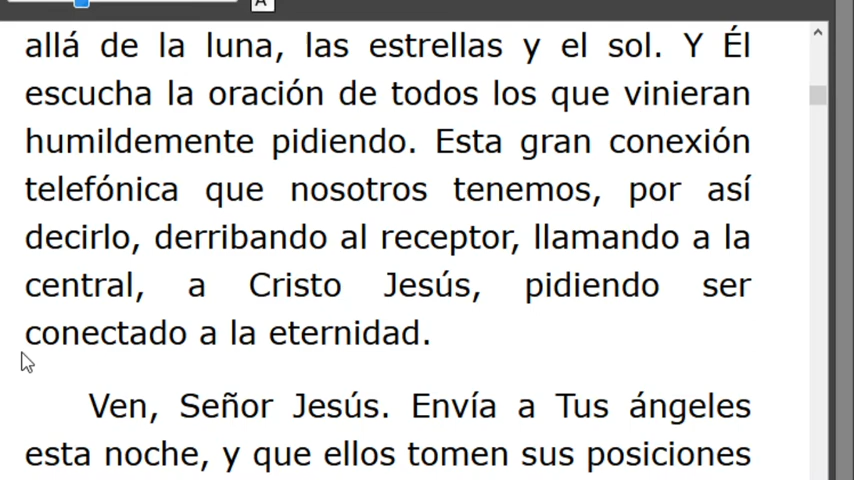 A
allá de la luna, las estrellas y el sol. Y Él
escucha la oración de todos los que vinieran
humildemente pidiendo. Esta gran conexión
telefónica que nosotros tenemos, por así
decirlo, derribando al receptor, llamando a la
central, a Cristo Jesús, pidiendo ser
conectado a la eternidad.
Ven, Señor Jesús. Envía a Tus ángeles
esta noche, y que ellos tomen sus posiciones